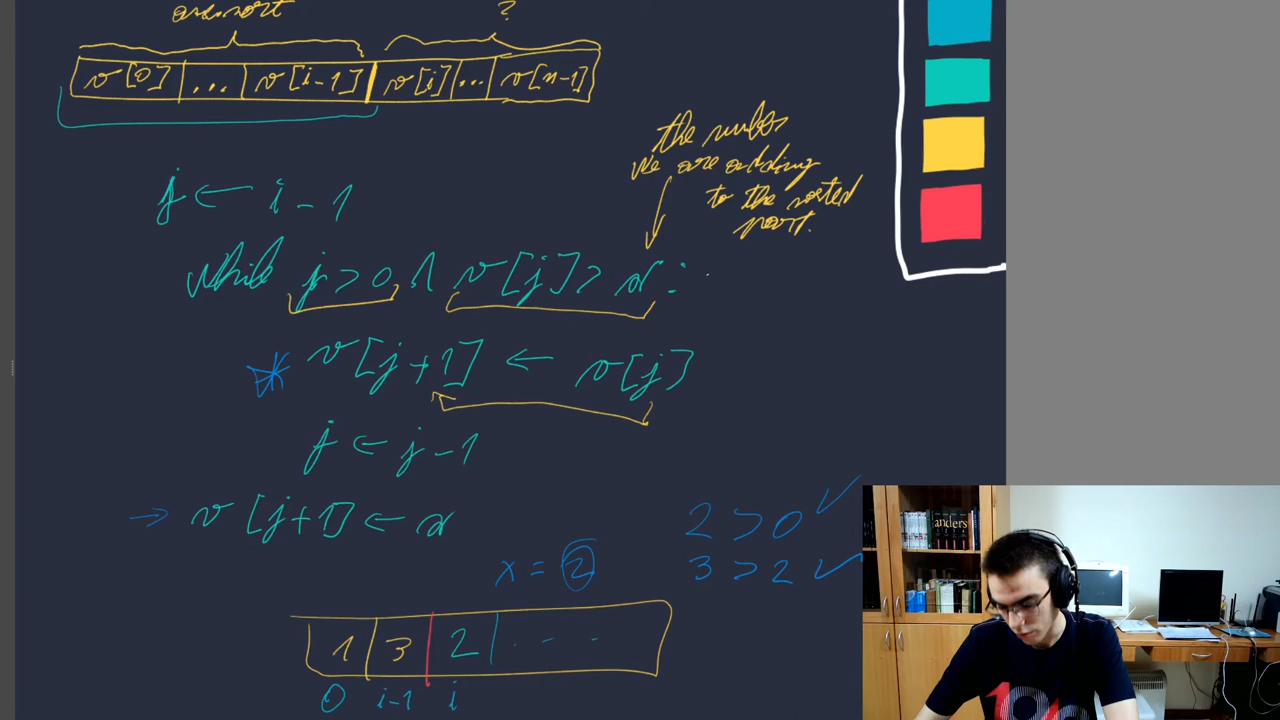 ?
v[0] ... v[i-1] v[i] ... v[n-1]
the number
we are adding
to the sorted
part.
j ← i - 1
while j > 0 ∧ v[j] > x :
* v[j+1] ← v[j]
j ← j - 1
→ v[j+1] ← x
2 > 0 ✓
x = 2 3 > 2 ✓
1 3 2 - -
0 i-1 i
anders